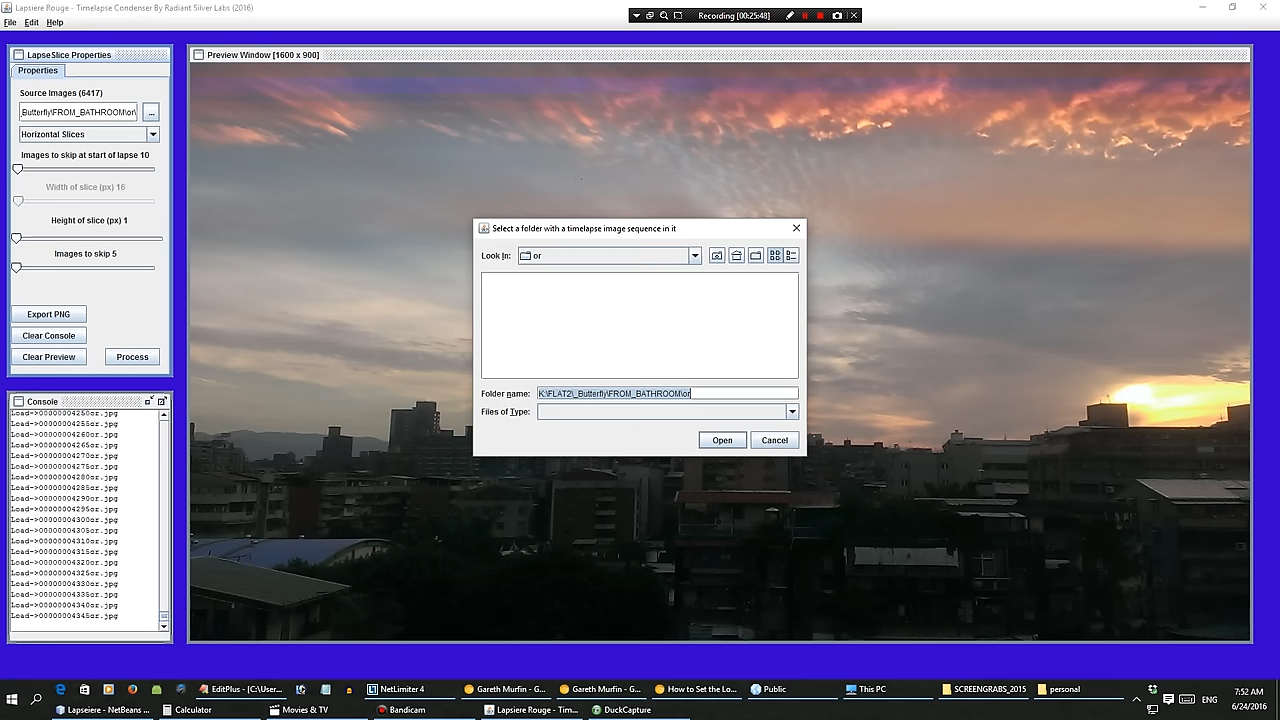 Lapsiere Rouge - Timelapse Condenser By Radiant Silver Labs (2016)
Recording [00:25:48]
File Edit Help
LapseSlice Properties
Properties
Source Images (6417)
_Butterfly\FROM_BATHROOM\or\
...
Horizontal Slices
Images to skip at start of lapse 10
Width of slice (px) 16
Height of slice (px) 1
Images to skip 5
Export PNG
Clear Console
Clear Preview
Process
Console
Load->00000004250or.jpg
Load->00000004255or.jpg
Load->00000004260or.jpg
Load->00000004265or.jpg
Load->00000004270or.jpg
Load->00000004275or.jpg
Load->00000004280or.jpg
Load->00000004285or.jpg
Load->00000004290or.jpg
Load->00000004295or.jpg
Load->00000004300or.jpg
Load->00000004305or.jpg
Load->00000004310or.jpg
Load->00000004315or.jpg
Load->00000004320or.jpg
Load->00000004325or.jpg
Load->00000004330or.jpg
Load->00000004335or.jpg
Load->00000004340or.jpg
Load->00000004345or.jpg
Preview Window [1600 x 900]
Select a folder with a timelapse image sequence in it
Look In: or
Folder name: K:\FLAT2\_Butterfly\FROM_BATHROOM\or
Files of Type:
Open Cancel
EditPlus - [C:\User... NetLimiter 4 Gareth Murfin - G... Gareth Murfin - G... How to Set the Lo... Public This PC SCREENGRABS_2015 personal
Lapseiere - NetBeans ... Calculator Movies & TV Bandicam Lapsiere Rouge - Tim... DuckCapture
ENG
7:52 AM
6/24/2016